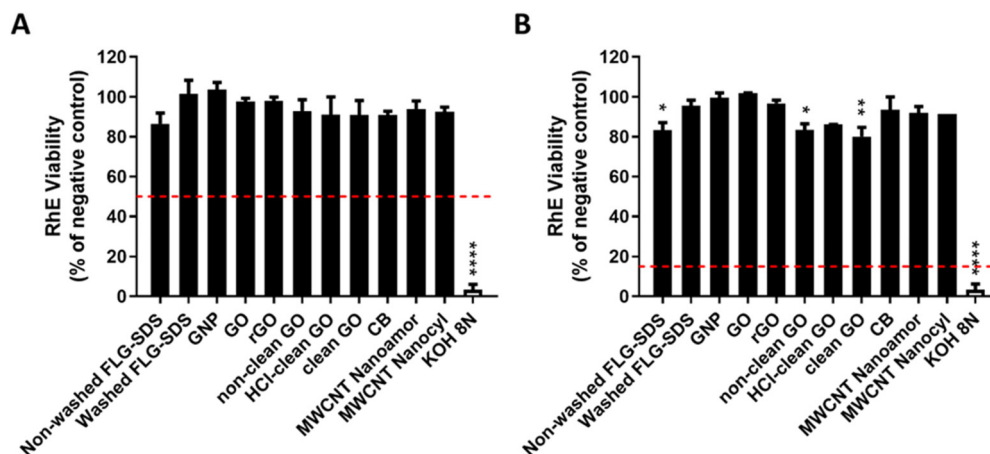 A
RhE Viability
(% of negative control)
120
100
80
60
40
20
0
****
Non-washed FLG-SDS
Washed FLG-SDS
GNP
GO
rGO
non-clean GO
HCl-clean GO
clean GO
CB
MWCNT Nanoamor
MWCNT Nanocyl
KOH 8N
B
RhE Viability
(% of negative control)
120
100
80
60
40
20
0
*
*
**
****
Non-washed FLG-SDS
Washed FLG-SDS
GNP
GO
rGO
non-clean GO
HCl-clean GO
clean GO
CB
MWCNT Nanoamor
MWCNT Nanocyl
KOH 8N